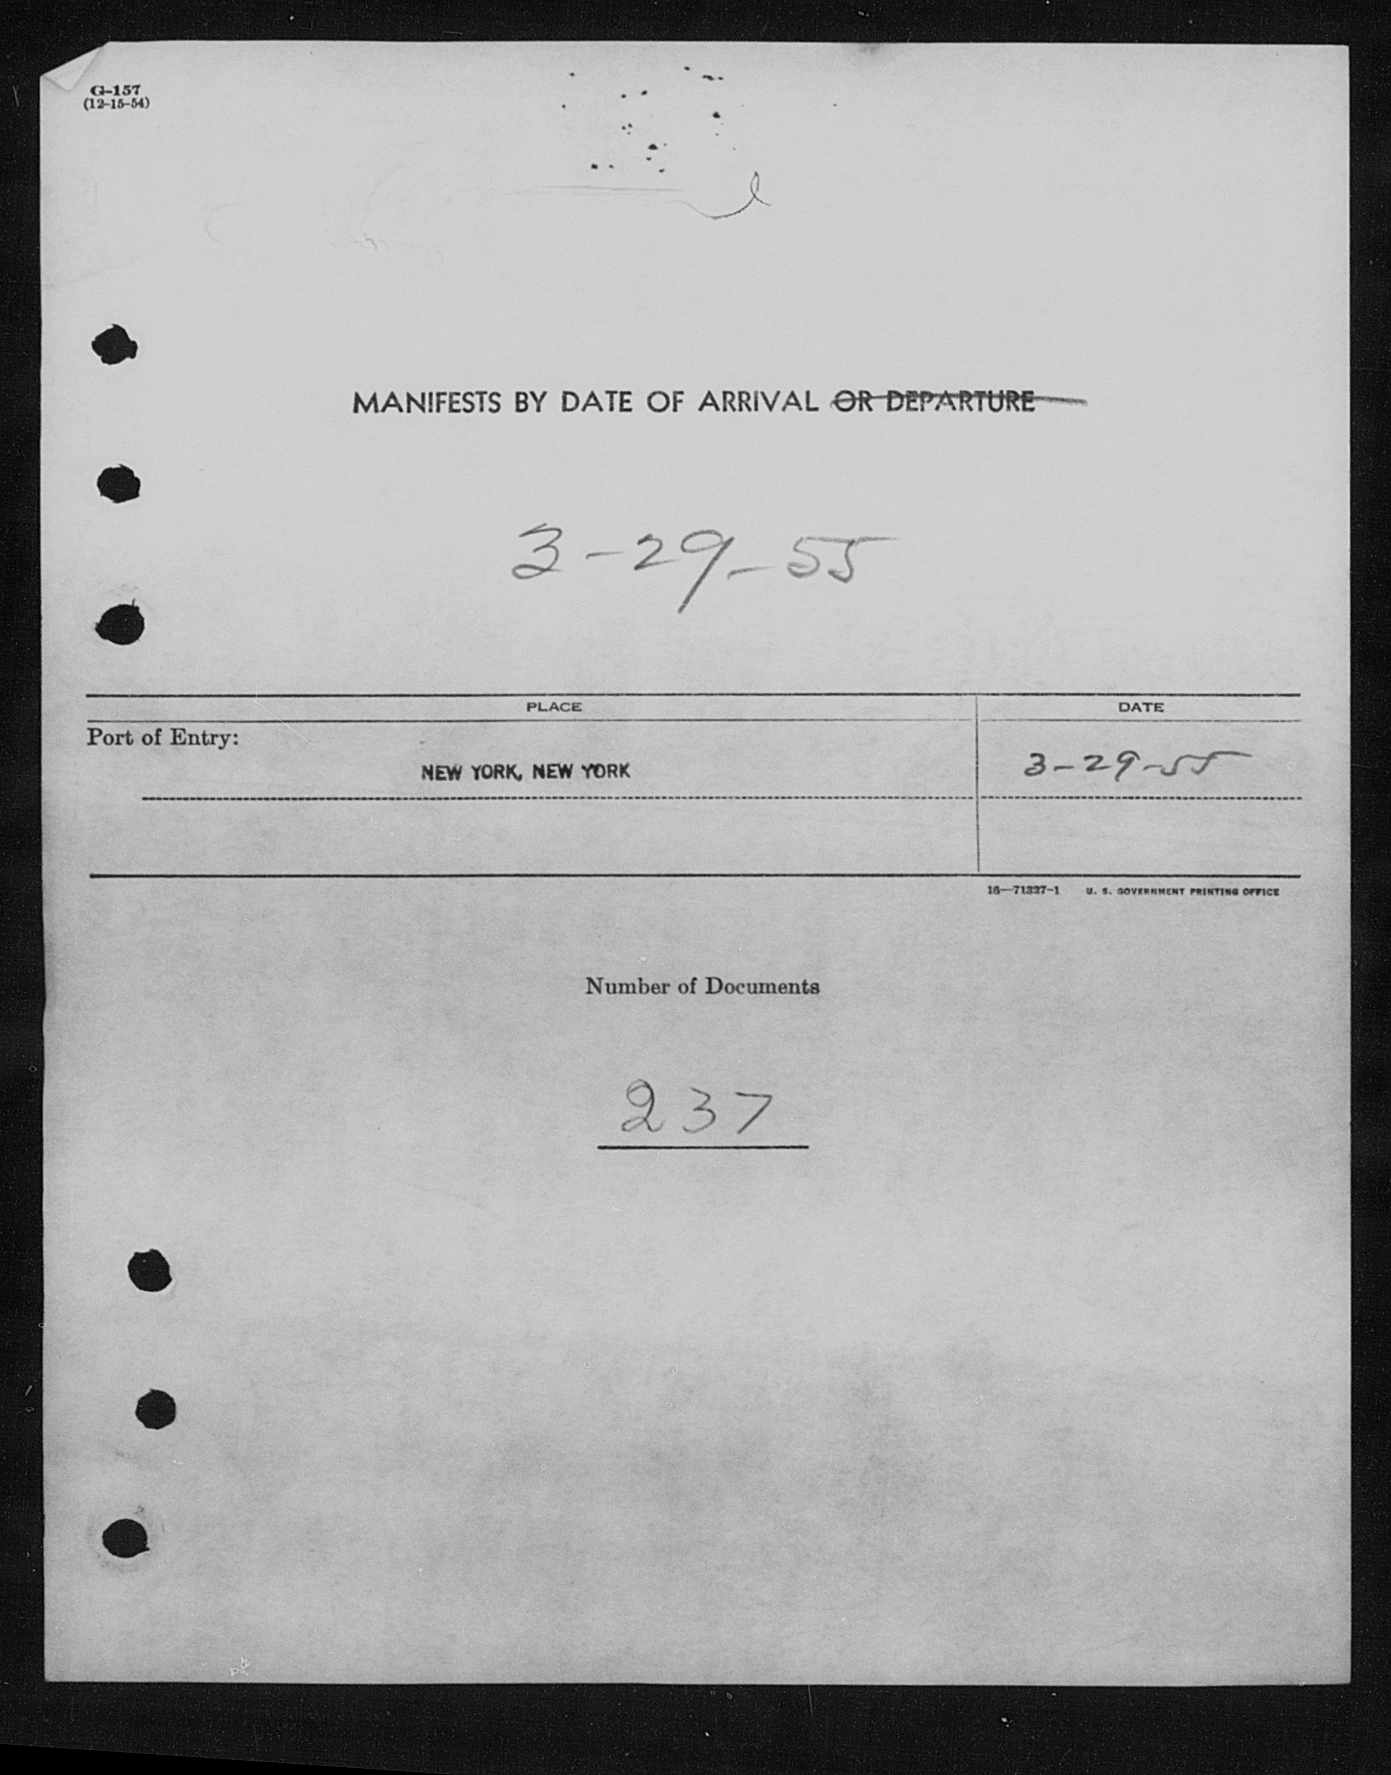 G-157
(12-15-54)
MANIFESTS BY DATE OF ARRIVAL OR DEPARTURE
3-29-55
PLACE DATE
Port of Entry:
NEW YORK, NEW YORK 3-29-55
16—71327-1 U. S. GOVERNMENT PRINTING OFFICE
Number of Documents
237